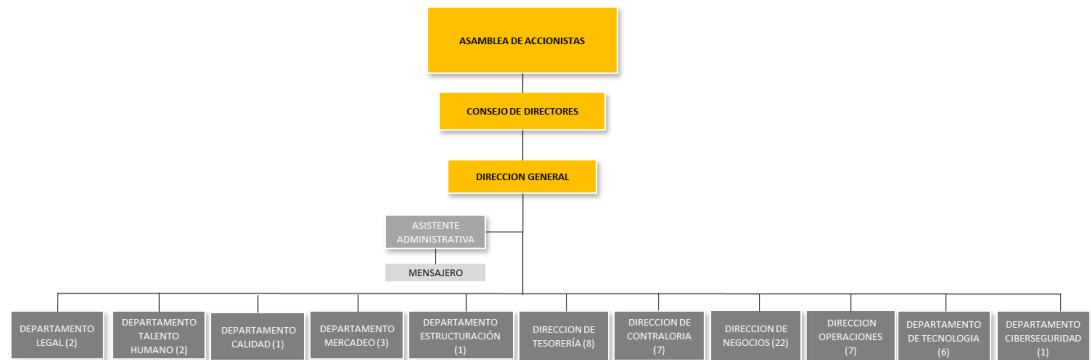 ASAMBLEA DE ACCIONISTAS
CONSEJO DE DIRECTORES
DIRECCION GENERAL
ASISTENTE
ADMINISTRATIVA
MENSAJERO
DEPARTAMENTO
LEGAL (2)
DEPARTAMENTO
TALENTO
HUMANO (2)
DEPARTAMENTO
CALIDAD (1)
DEPARTAMENTO
MERCADEO (3)
DEPARTAMENTO
ESTRUCTURACIÓN
(1)
DIRECCION DE
TESORERÍA (8)
DIRECCION DE
CONTRALORIA
(7)
DIRECCION DE
NEGOCIOS (22)
DIRECCION
OPERACIONES
(7)
DEPARTAMENTO
DE TECNOLOGIA
(6)
DEPARTAMENTO
CIBERSEGURIDAD
(1)